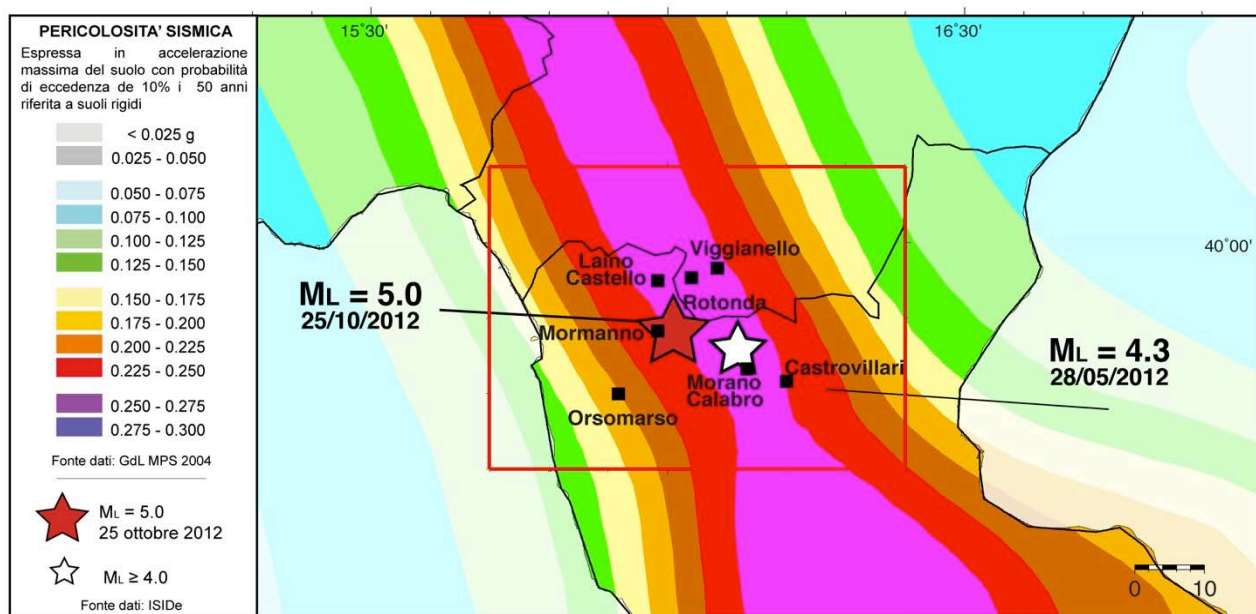 PERICOLOSITA' SISMICA
Espressa in accelerazione
massima del suolo con probabilità
di eccedenza de 10% i 50 anni
riferita a suoli rigidi
< 0.025 g
0.025 - 0.050
0.050 - 0.075
0.075 - 0.100
0.100 - 0.125
0.125 - 0.150
0.150 - 0.175
0.175 - 0.200
0.200 - 0.225
0.225 - 0.250
0.250 - 0.275
0.275 - 0.300
Fonte dati: GdL MPS 2004
ML = 5.0
25 ottobre 2012
ML ≥ 4.0
Fonte dati: ISIDe
15°30'
16°30'
40°00'
Viggianello
Laino
Castello
Rotonda
ML = 5.0
25/10/2012
Mormanno
ML = 4.3
28/05/2012
Castrovillari
Morano
Calabro
Orsomarso
0 10